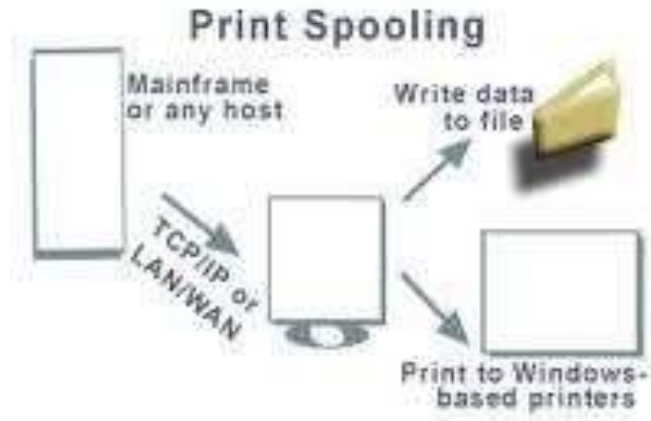 Print Spooling
Mainframe
or any host
Write data
to file
TCP/IP or
LAN/WAN
Print to Windows-
based printers